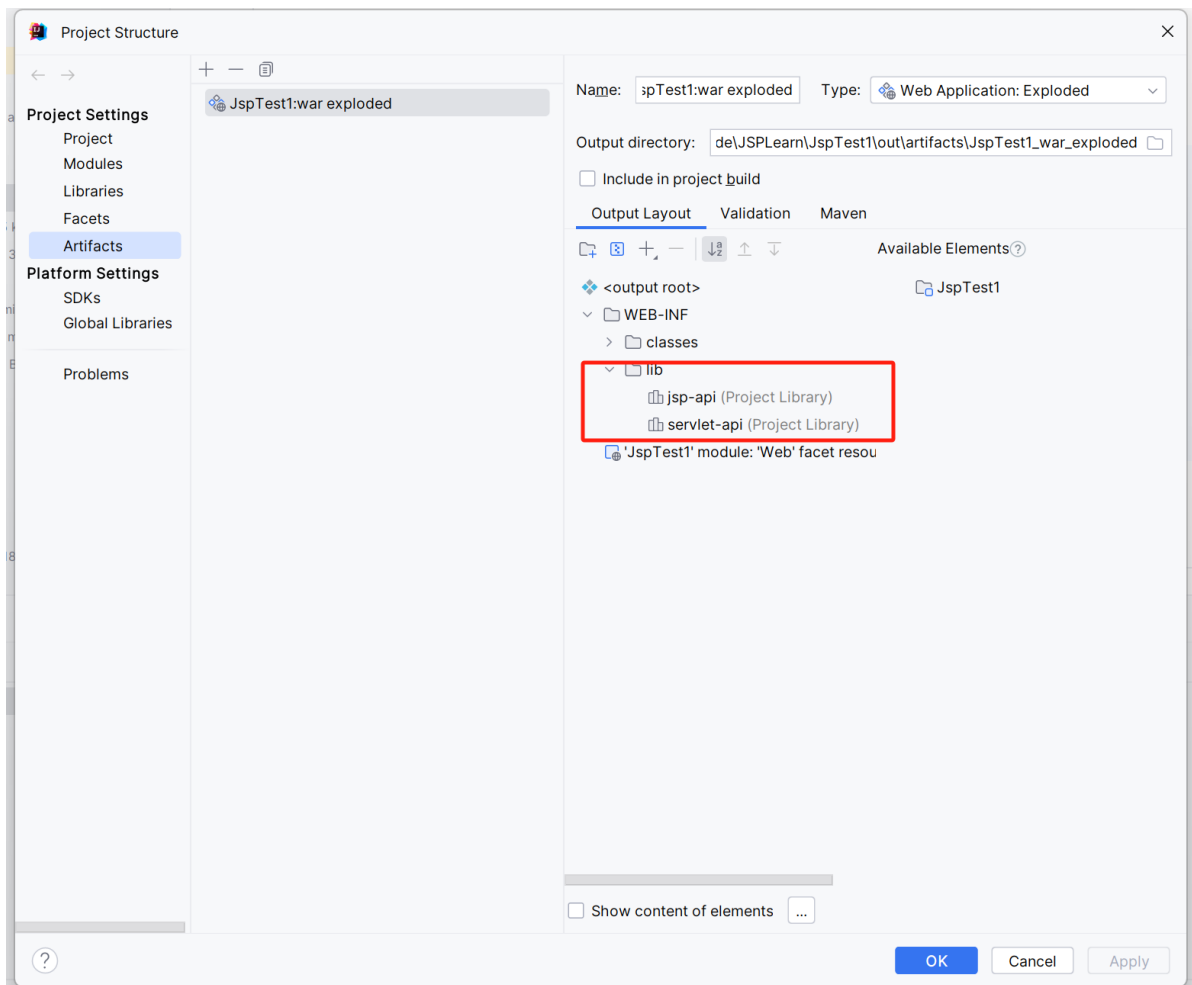 Project Structure
Project Settings
Project
Modules
Libraries
Facets
Artifacts
Platform Settings
SDKs
Global Libraries
Problems
JspTest1:war exploded
Name: spTest1:war exploded Type: Web Application: Exploded
Output directory: de\JSPLearn\JspTest1\out\artifacts\JspTest1_war_exploded
Include in project build
Output Layout Validation Maven
Available Elements ?
<output root>
JspTest1
WEB-INF
classes
lib
jsp-api (Project Library)
servlet-api (Project Library)
'JspTest1' module: 'Web' facet resou
Show content of elements ...
? OK Cancel Apply